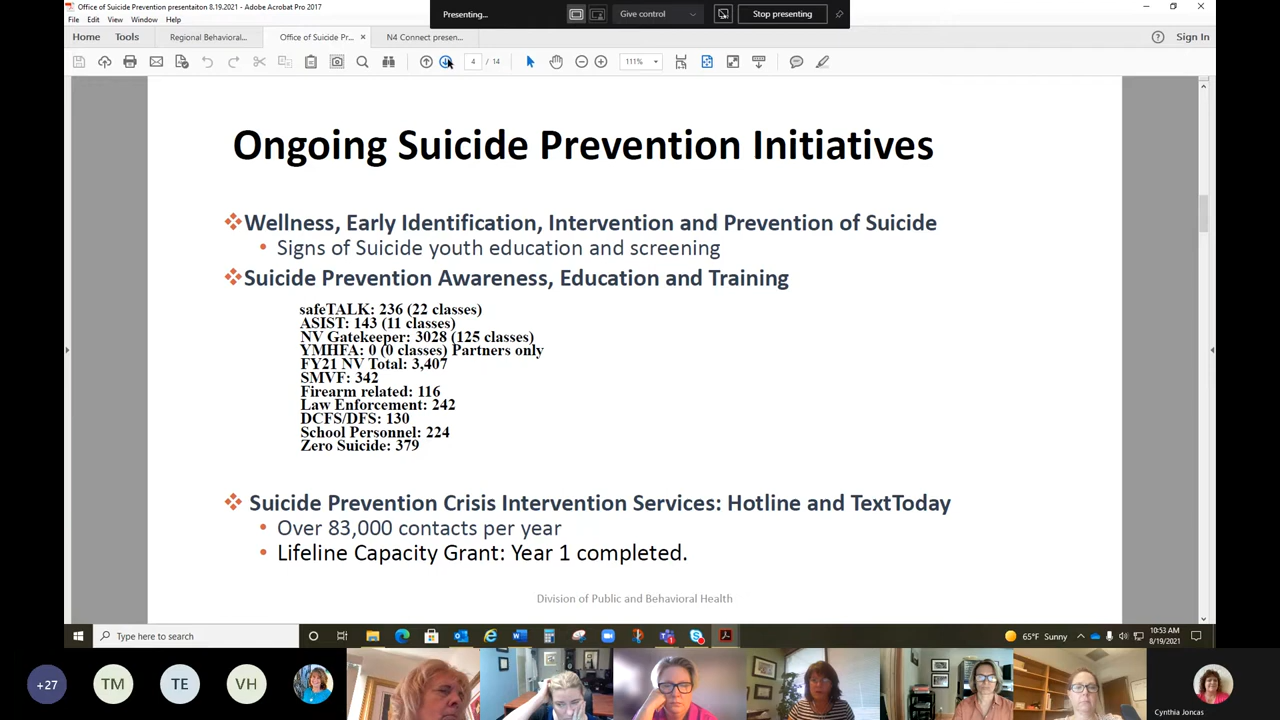 Office of Suicide Prevention presentaiton 8.19.2021 - Adobe Acrobat Pro 2017
Presenting...
Give control
Stop presenting
File Edit View Window Help
Home Tools Regional Behavioral... Office of Suicide Pr... × N4 Connect presen... Sign In
4 / 14 111%
Ongoing Suicide Prevention Initiatives
Wellness, Early Identification, Intervention and Prevention of Suicide
• Signs of Suicide youth education and screening
Suicide Prevention Awareness, Education and Training
safeTALK: 236 (22 classes)
ASIST: 143 (11 classes)
NV Gatekeeper: 3028 (125 classes)
YMHFA: 0 (0 classes) Partners only
FY21 NV Total: 3,407
SMVF: 342
Firearm related: 116
Law Enforcement: 242
DCFS/DFS: 130
School Personnel: 224
Zero Suicide: 379
Suicide Prevention Crisis Intervention Services: Hotline and TextToday
• Over 83,000 contacts per year
• Lifeline Capacity Grant: Year 1 completed.
Division of Public and Behavioral Health
Type here to search
65°F Sunny
10:53 AM
8/19/2021
+27 TM TE VH
Cynthia Joncas